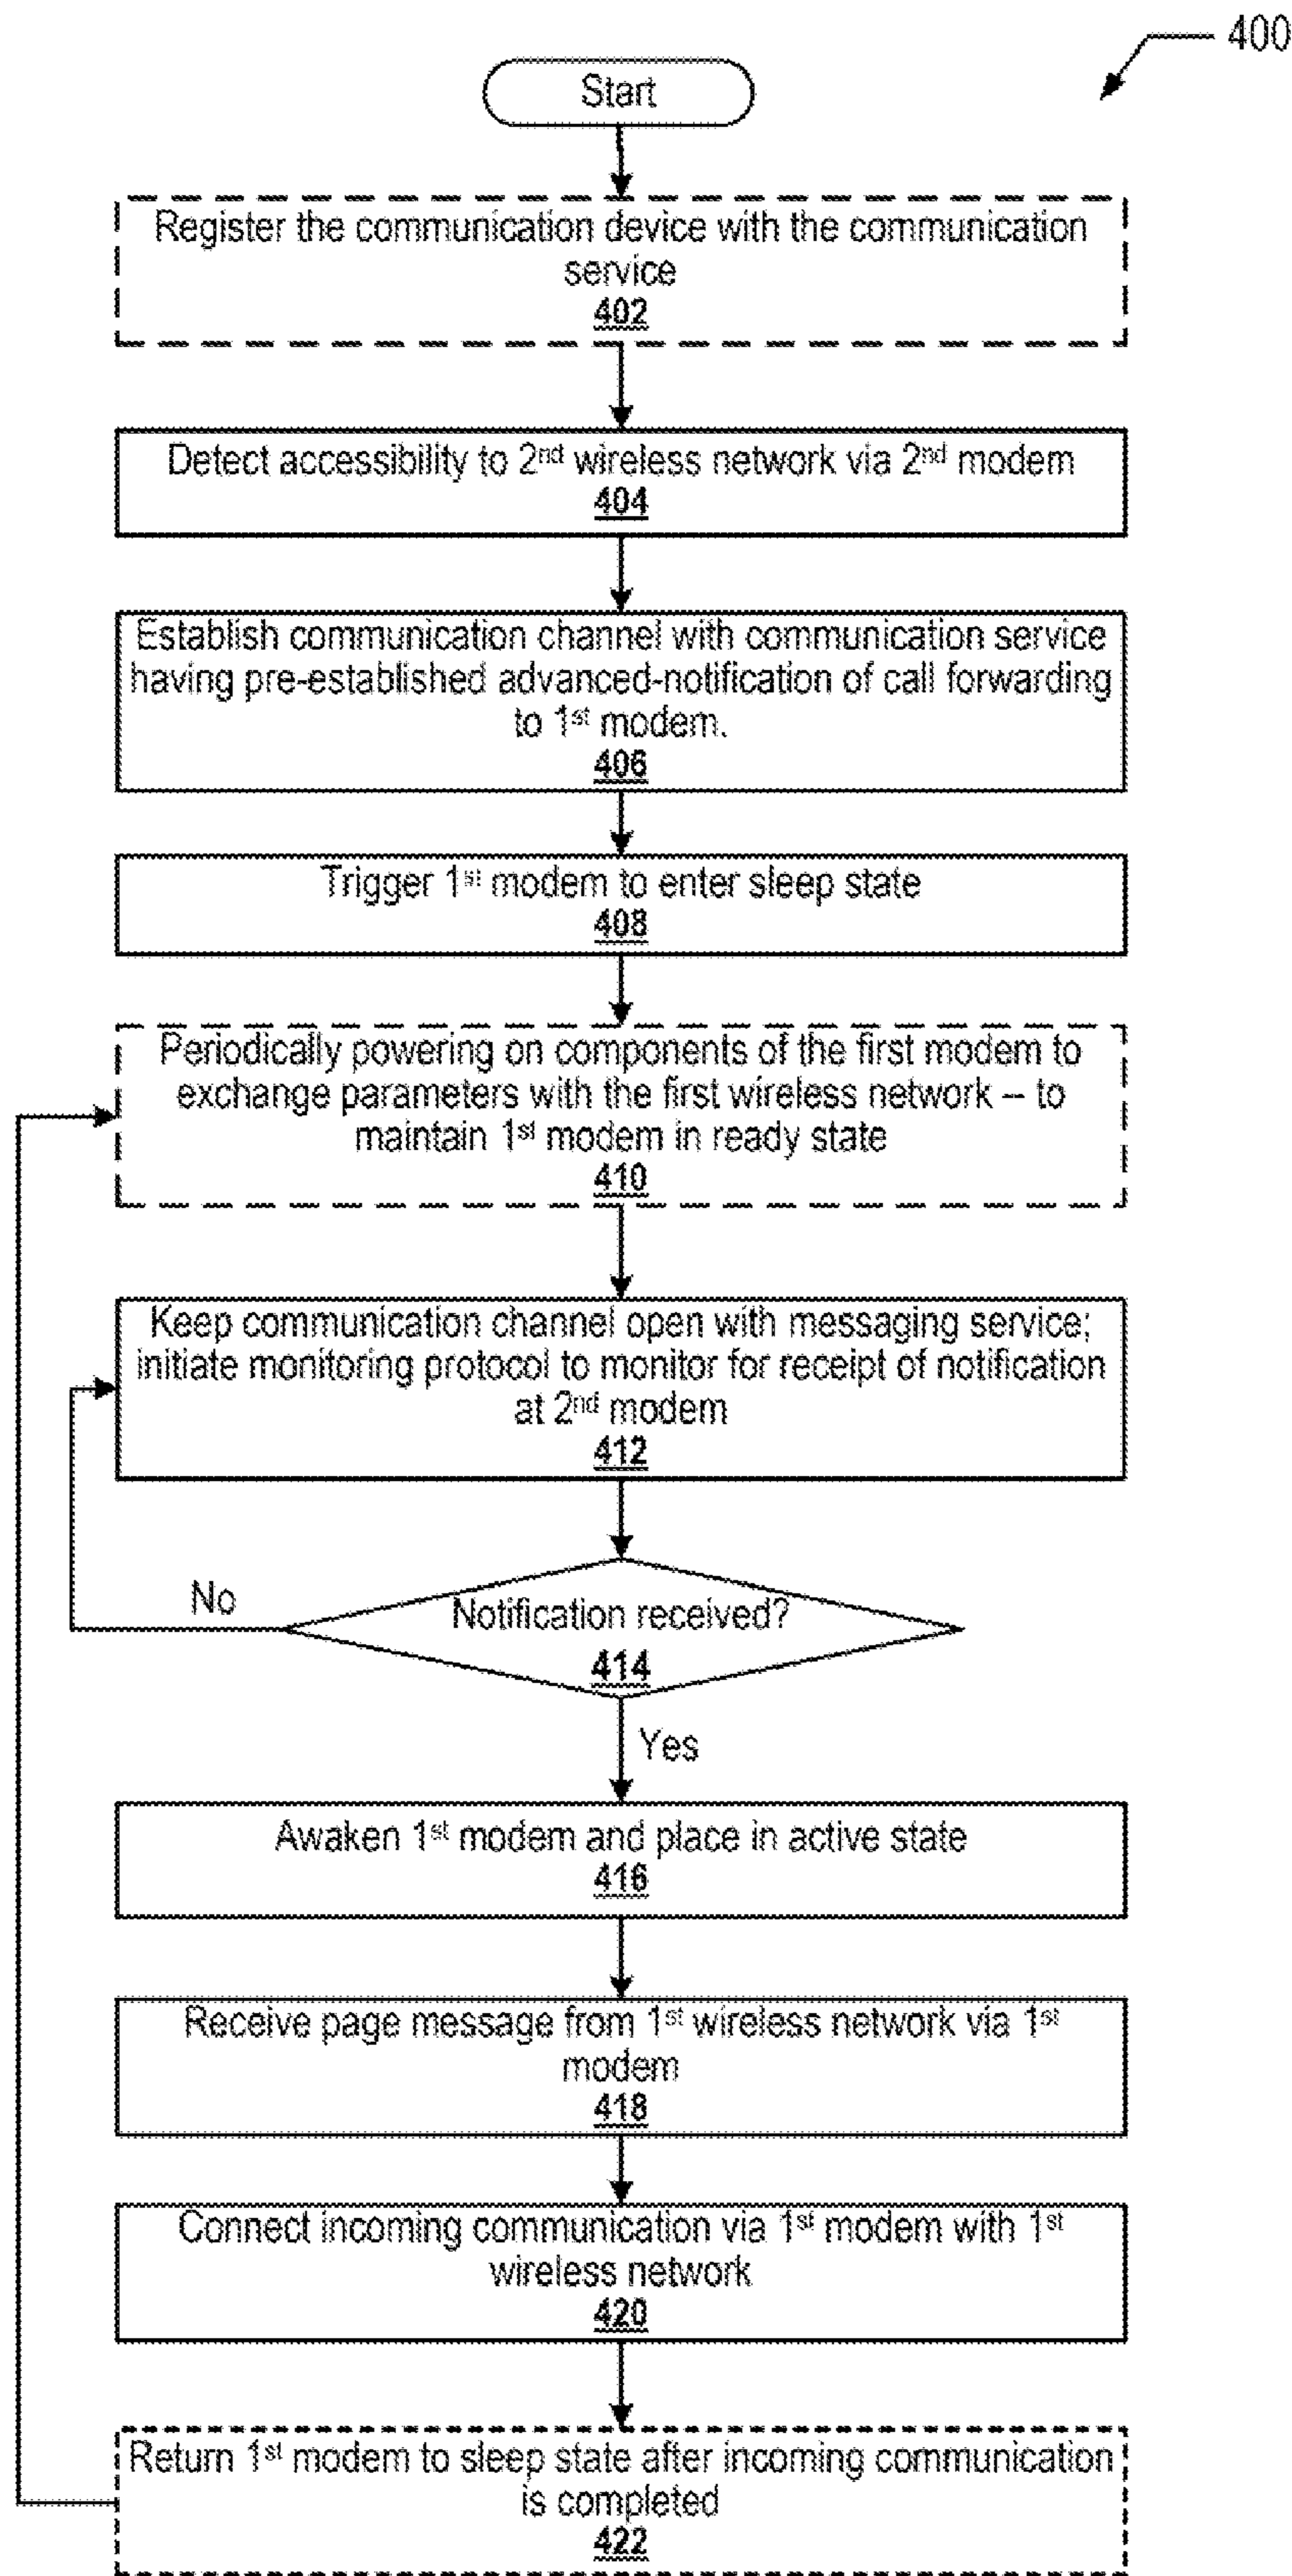 400
Start
Register the communication device with the communication
service
402
Detect accessibility to 2nd wireless network via 2nd modem
404
Establish communication channel with communication service
having pre-established advanced-notification of call forwarding
to 1st modem.
406
Trigger 1st modem to enter sleep state
408
Periodically powering on components of the first modem to
exchange parameters with the first wireless network – to
maintain 1st modem in ready state
410
Keep communication channel open with messaging service;
initiate monitoring protocol to monitor for receipt of notification
at 2nd modem
412
No
Notification received?
414
Yes
Awaken 1st modem and place in active state
416
Receive page message from 1st wireless network via 1st
modem
418
Connect incoming communication via 1st modem with 1st
wireless network
420
Return 1st modem to sleep state after incoming communication
is completed
422